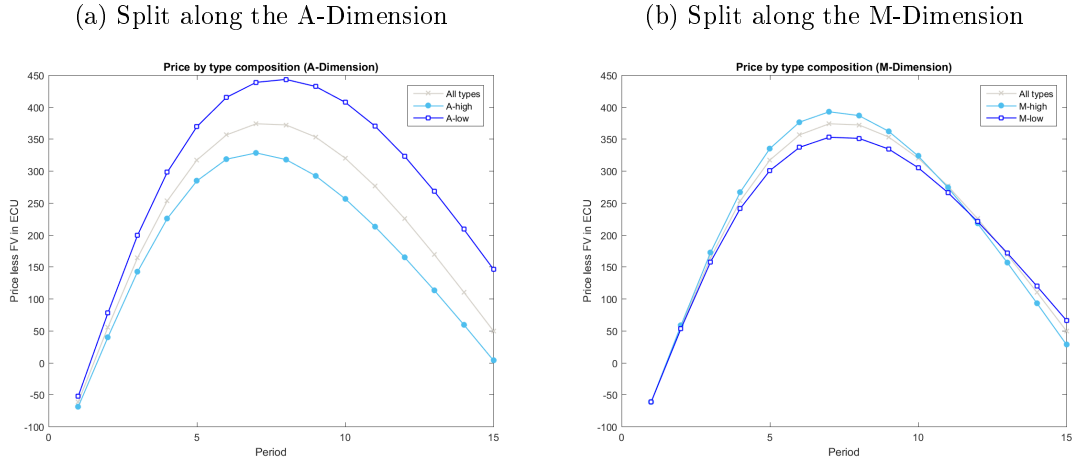 (a) Split along the A-Dimension
Price by type composition (A-Dimension)
Price less FV in ECU
450
400
350
300
250
200
150
100
50
0
-50
-100
0
5
10
15
Period
All types
A-high
A-low
(b) Split along the M-Dimension
Price by type composition (M-Dimension)
Price less FV in ECU
450
400
350
300
250
200
150
100
50
0
-50
-100
0
5
10
15
Period
All types
M-high
M-low